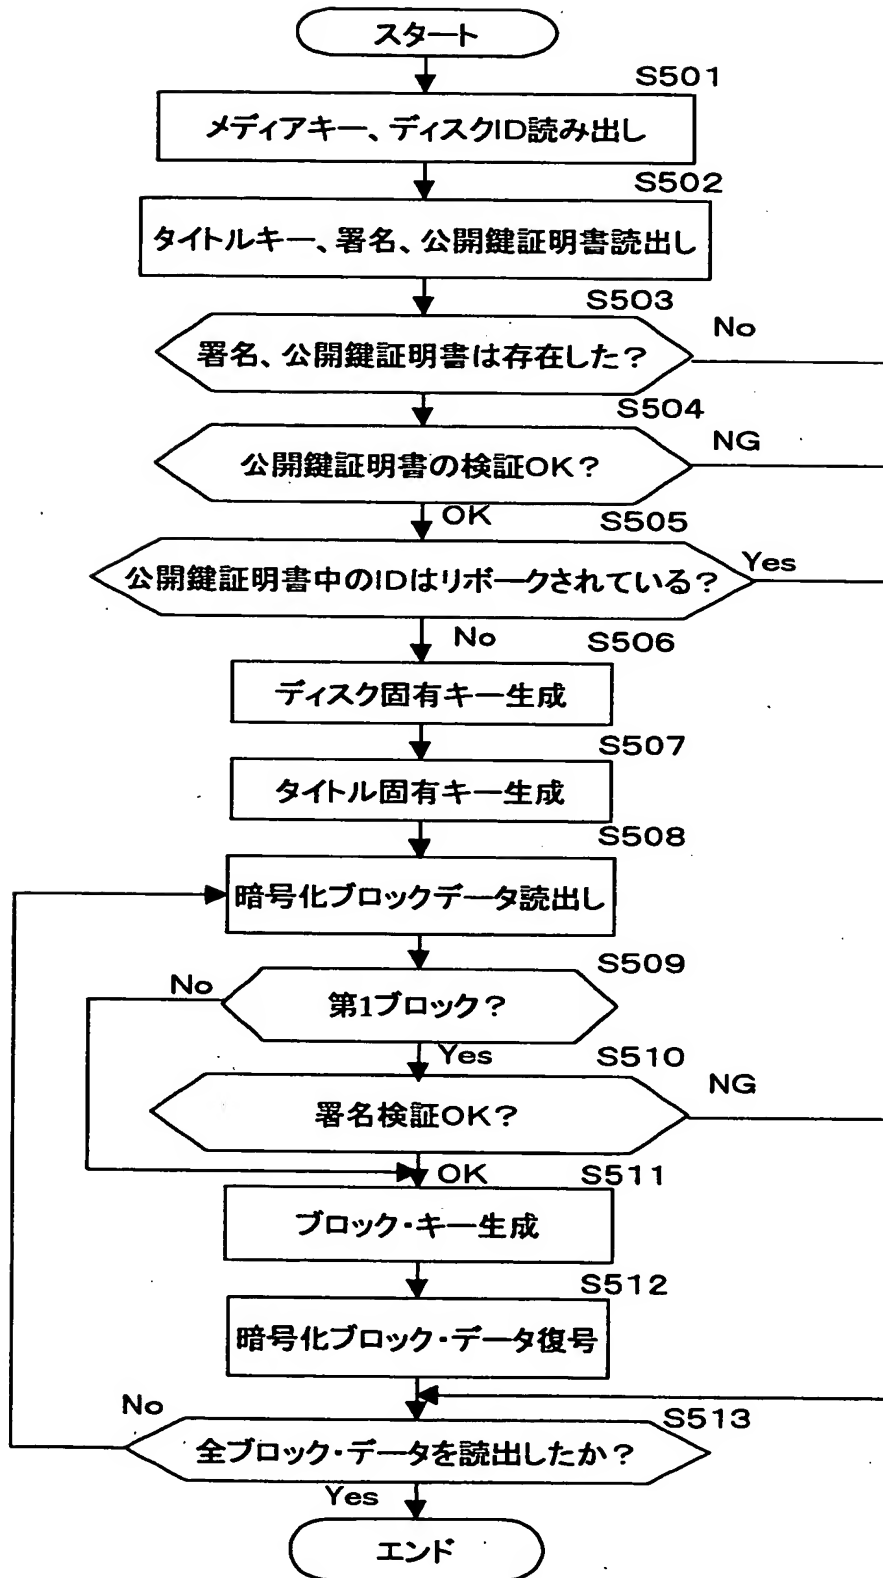 スタート
S501
メディアキー、ディスクID読み出し
S502
タイトルキー、署名、公開鍵証明書読出し
S503
署名、公開鍵証明書は存在した?
No
S504
公開鍵証明書の検証OK?
NG
OK
S505
公開鍵証明書中のIDはリボークされている?
Yes
No
S506
ディスク固有キー生成
S507
タイトル固有キー生成
S508
暗号化ブロックデータ読出し
S509
No
第1ブロック?
Yes
S510
署名検証OK?
NG
OK
S511
ブロック・キー生成
S512
暗号化ブロック・データ復号
No
S513
全ブロック・データを読出したか?
Yes
エンド